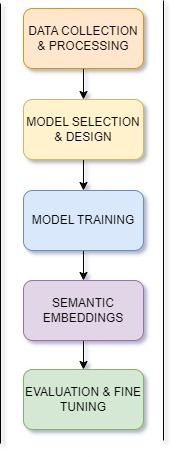 DATA COLLECTION
& PROCESSING
MODEL SELECTION
& DESIGN
MODEL TRAINING
SEMANTIC
EMBEDDINGS
EVALUATION & FINE
TUNING